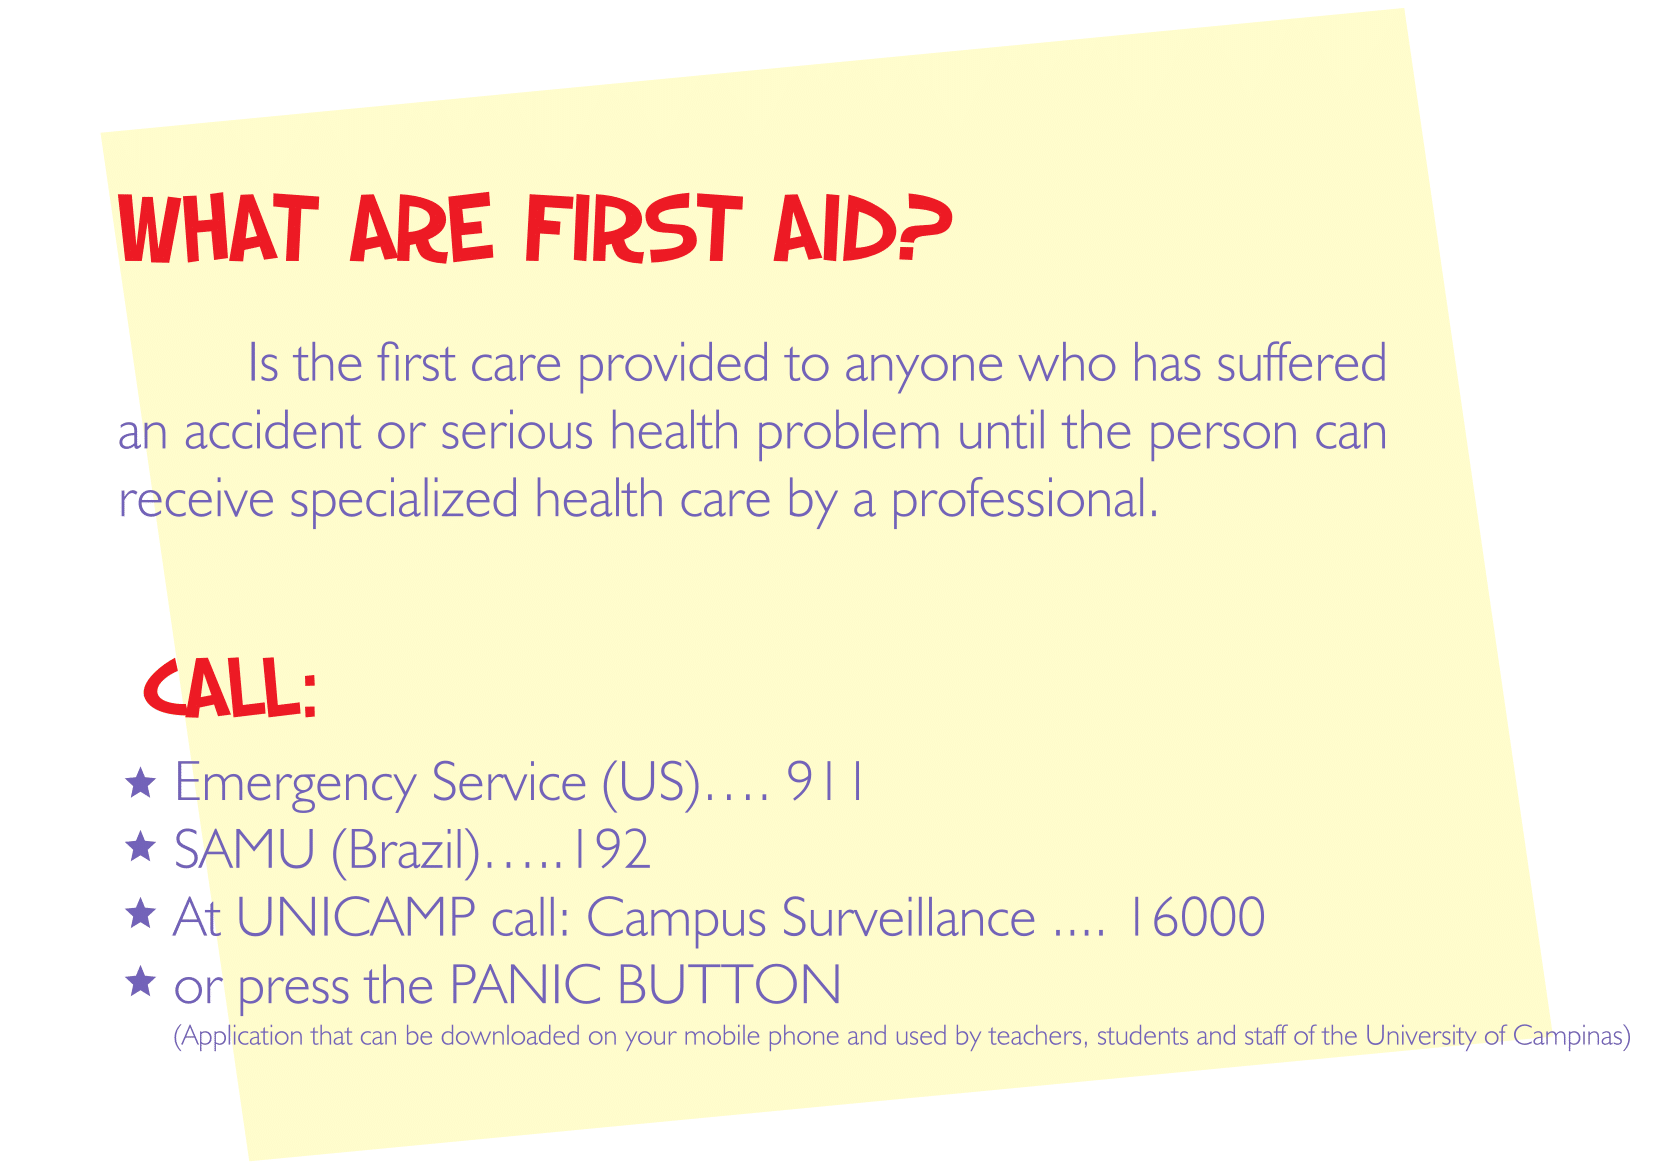 WHAT ARE FIRST AID?
Is the first care provided to anyone who has suffered
an accident or serious health problem until the person can
receive specialized health care by a professional.
CALL:
★ Emergency Service (US).... 911
★ SAMU (Brazil).....192
★ At UNICAMP call: Campus Surveillance .... 16000
★ or press the PANIC BUTTON
(Application that can be downloaded on your mobile phone and used by teachers, students and staff of the University of Campinas)